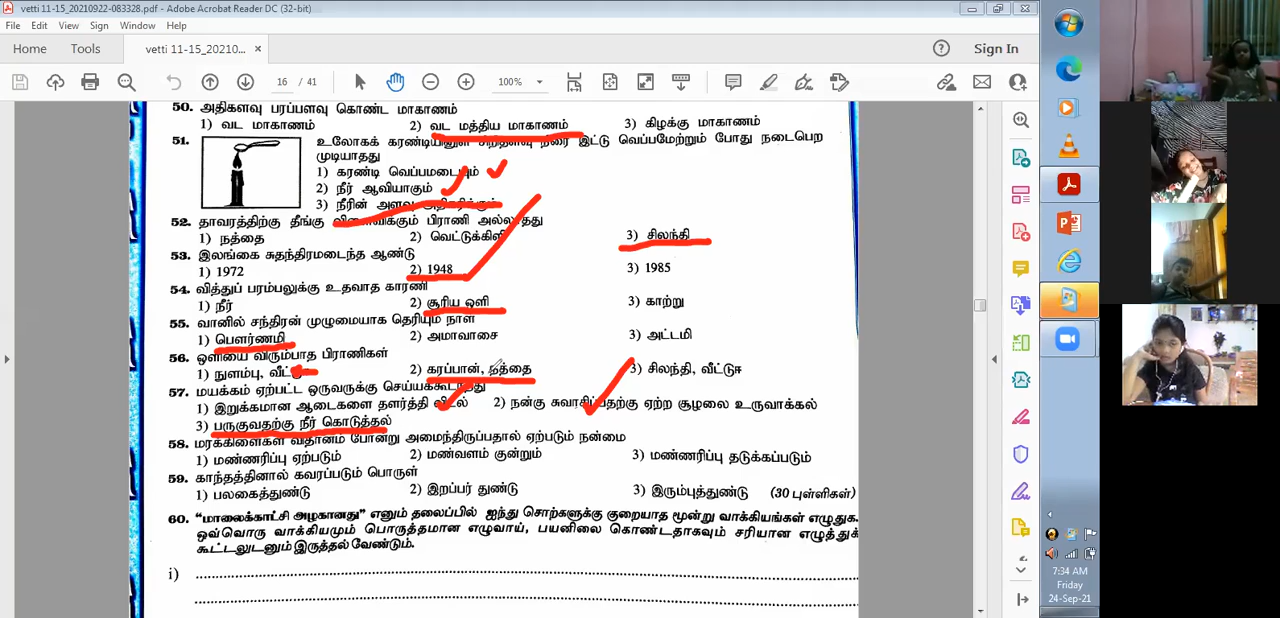 vetti 11-15_20210922-083328.pdf - Adobe Acrobat Reader DC (32-bit)
File Edit View Sign Window Help
Home Tools vetti 11-15_20210... × Sign In
16 / 41 100%
50. அதிகளவு பரப்பளவு கொண்ட மாகாணம்
1) வட மாகாணம் 2) வட மத்திய மாகாணம் 3) கிழக்கு மாகாணம்
51. உலோகக் கரண்டியினுள் சிறிதளவு நீரை இட்டு வெப்பமேற்றும் போது நடைபெற
முடியாதது
1) கரண்டி வெப்பமடையும்
2) நீர் ஆவியாகும்
3) நீரின் அளவு அதிகரிக்கும்
52. தாவரத்திற்கு தீங்கு விளைவிக்கும் பிராணி அல்லாதது
1) நத்தை 2) வெட்டுக்கிளி 3) சிலந்தி
53. இலங்கை சுதந்திரமடைந்த ஆண்டு
1) 1972 2) 1948 3) 1985
54. வித்துப் பரம்பலுக்கு உதவாத காரணி
1) நீர் 2) சூரிய ஒளி 3) காற்று
55. வானில் சந்திரன் முழுமையாக தெரியும் நாள்
1) பௌர்ணமி 2) அமாவாசை 3) அட்டமி
56. ஒளியை விரும்பாத பிராணிகள்
1) நுளம்பு, 2) கரப்பான், நத்தை 3) சிலந்தி, வீட்டுஈ
57. மயக்கம் ஏற்பட்ட ஒருவருக்கு செய்யக்கூடாதது
1) இறுக்கமான ஆடைகளை தளர்த்தி விடல் 2) நன்கு சுவாசிப்பதற்கு ஏற்ற சூழலை உருவாக்கல்
3) பருகுவதற்கு நீர் கொடுத்தல்
58. மரக்கிளைகள் விதானம் போன்று அமைந்திருப்பதால் ஏற்படும் நன்மை
1) மண்ணரிப்பு ஏற்படும் 2) மண்வளம் குன்றும் 3) மண்ணரிப்பு தடுக்கப்படும்
59. காந்தத்தினால் கவரப்படும் பொருள்
1) பலகைத்துண்டு 2) இறப்பர் துண்டு 3) இரும்புத்துண்டு (30 புள்ளிகள்)
60. “மாலைக்காட்சி அழகானது” எனும் தலைப்பில் ஐந்து சொற்களுக்கு குறையாத மூன்று வாக்கியங்கள் எழுதுக.
ஒவ்வொரு வாக்கியமும் பொருத்தமான எழுவாய், பயனிலை கொண்டதாகவும் சரியான எழுத்துக்
கூட்டலுடனும் இருத்தல் வேண்டும்.
i)
7:34 AM
Friday
24-Sep-21